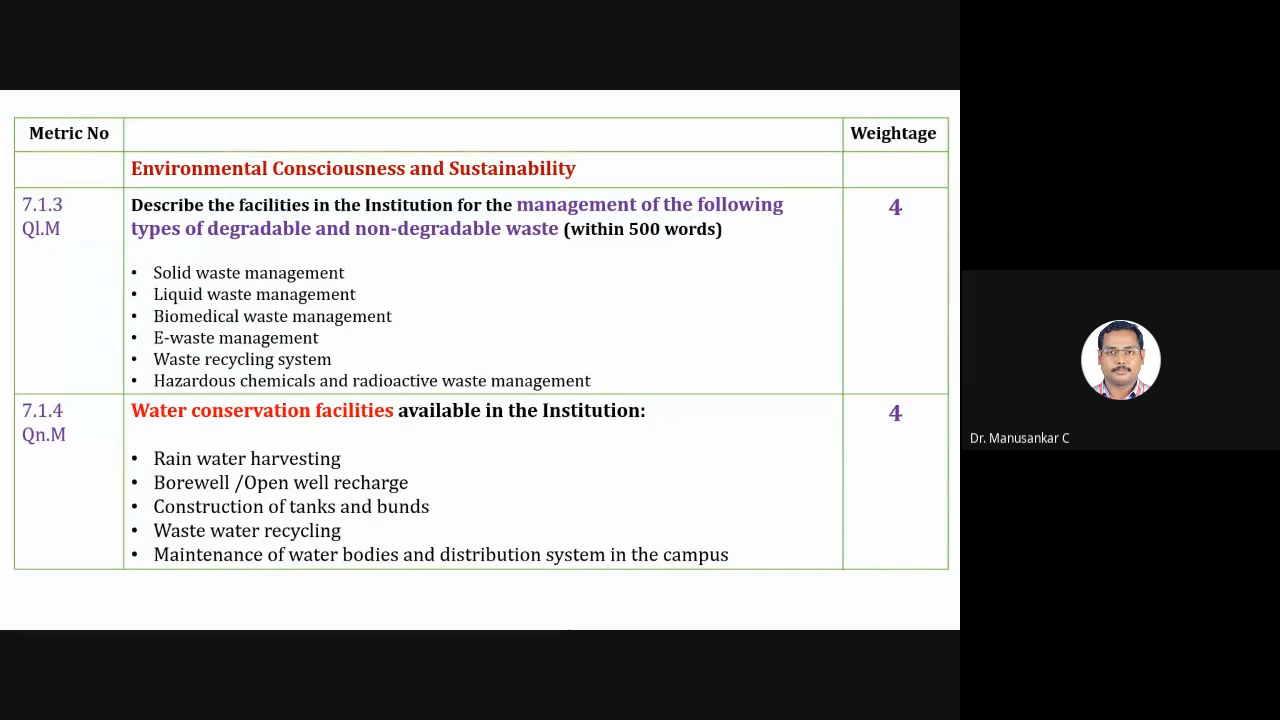 Metric No Weightage
Environmental Consciousness and Sustainability
7.1.3 Describe the facilities in the Institution for the management of the following 4
Ql.M types of degradable and non-degradable waste (within 500 words)
• Solid waste management
• Liquid waste management
• Biomedical waste management
• E-waste management
• Waste recycling system
• Hazardous chemicals and radioactive waste management
7.1.4 Water conservation facilities available in the Institution: 4
Qn.M
• Rain water harvesting
• Borewell /Open well recharge
• Construction of tanks and bunds
• Waste water recycling
• Maintenance of water bodies and distribution system in the campus
Dr. Manusankar C